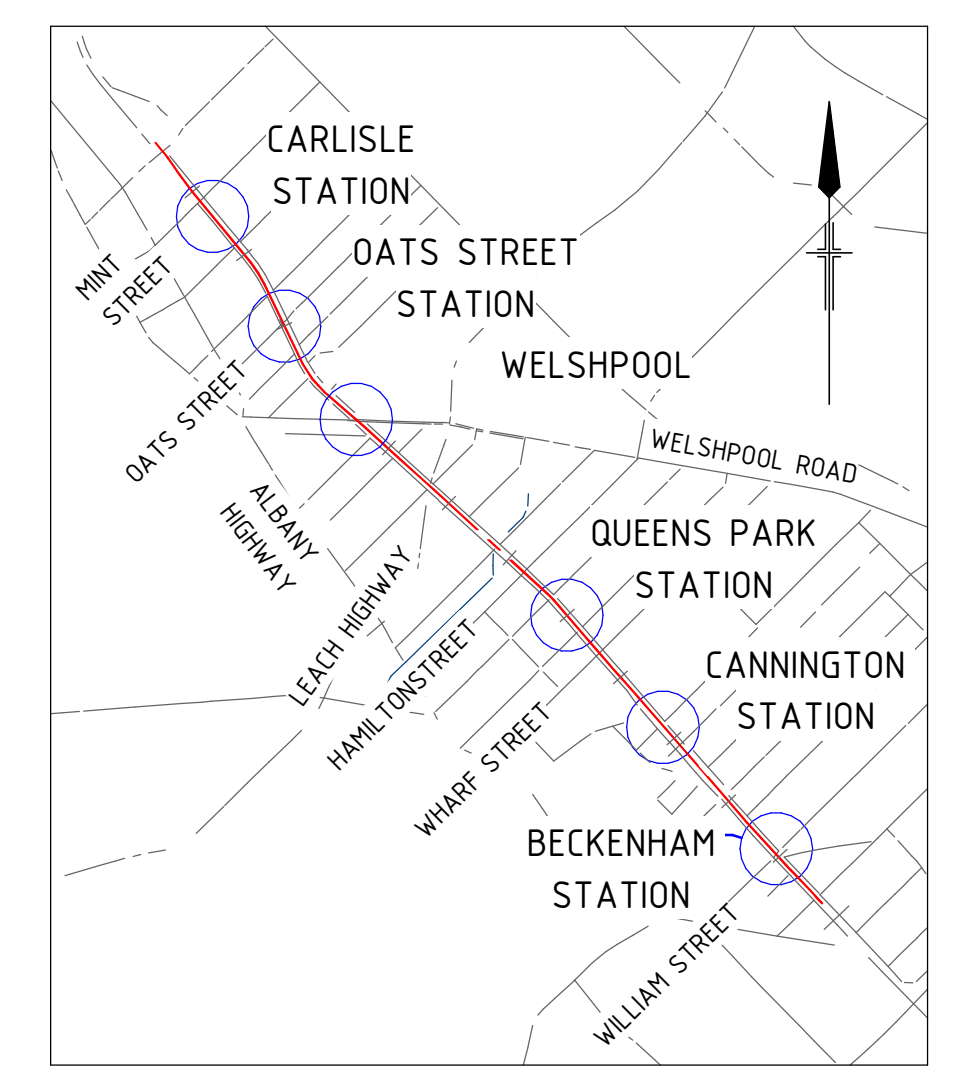 CARLISLE
STATION
MINT
STREET
OATS STREET
STATION
WELSHPOOL
OATS STREET
WELSHPOOL ROAD
ALBANY
HIGHWAY
QUEENS PARK
STATION
LEACH HIGHWAY
HAMILTONSTREET
CANNINGTON
STATION
WHARF STREET
BECKENHAM
STATION
WILLIAM STREET